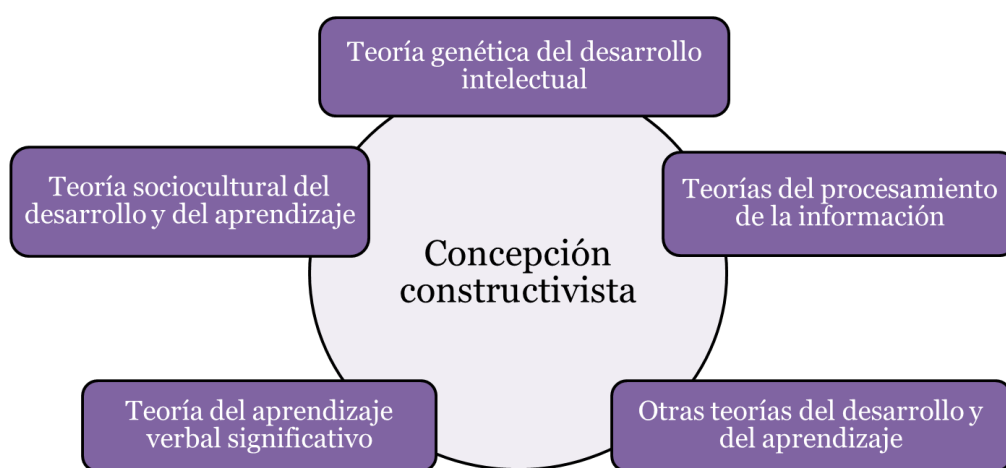 Teoría genética del desarrollo
intelectual
Teoría sociocultural del
desarrollo y del aprendizaje
Teorías del procesamiento
de la información
Concepción
constructivista
Teoría del aprendizaje
verbal significativo
Otras teorías del desarrollo y
del aprendizaje